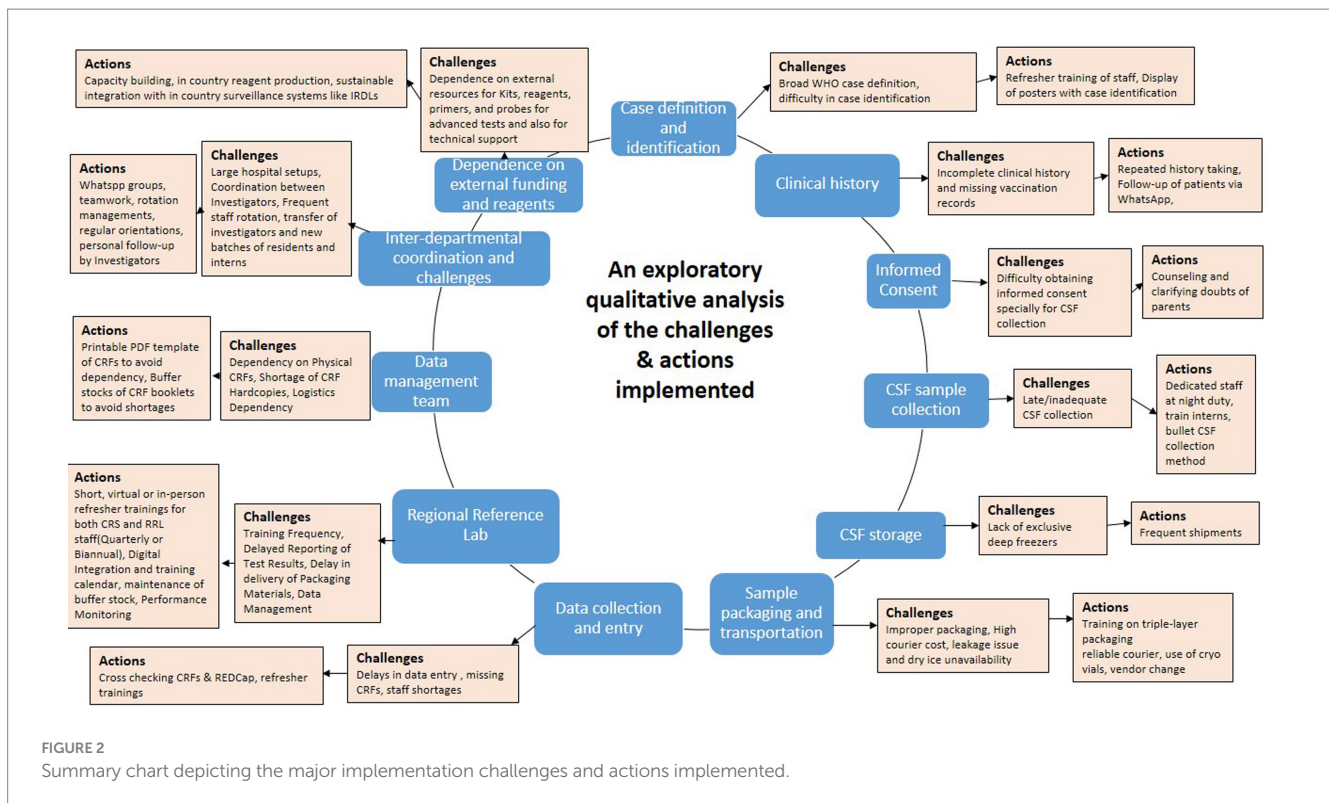 Actions
Capacity building, in country reagent production, sustainable
integration with in country surveillance systems like IRDLs
Challenges
Dependence on external
resources for Kits, reagents,
primers, and probes for
advanced tests and also for
technical support
Dependence on
external funding
and reagents
Case definition
and
identification
Challenges
Broad WHO case definition,
difficulty in case identification
Actions
Refresher training of staff, Display
of posters with case identification
Clinical history
Challenges
Incomplete clinical history
and missing vaccination
records
Actions
Repeated history taking,
Follow-up of patients via
WhatsApp,
Informed
Consent
Challenges
Difficulty obtaining
informed consent
specially for CSF
collection
Actions
Counseling and
clarifying doubts of
parents
CSF sample
collection
Challenges
Late/inadequate
CSF collection
Actions
Dedicated staff
at night duty,
train interns,
bullet CSF
collection
method
CSF storage
Challenges
Lack of exclusive
deep freezers
Actions
Frequent shipments
Sample
packaging and
transportation
Challenges
Improper packaging, High
courier cost, leakage issue
and dry ice unavailability
Actions
Training on triple-layer
packaging
reliable courier, use of cryo
vials, vendor change
Data collection
and entry
Challenges
Delays in data entry , missing
CRFs, staff shortages
Actions
Cross checking CRFs & REDCap, refresher
trainings
Regional Reference
Lab
Challenges
Training Frequency,
Delayed Reporting of
Test Results, Delay in
delivery of Packaging
Materials, Data
Management
Actions
Short, virtual or in-person
refresher trainings for
both CRS and RRL
staff(Quarterly or
Biannual), Digital
Integration and training
calendar, maintenance of
buffer stock, Performance
Monitoring
Data
management
team
Challenges
Dependency on Physical
CRFs, Shortage of CRF
Hardcopies, Logistics
Dependency
Actions
Printable PDF template
of CRFs to avoid
dependency, Buffer
stocks of CRF booklets
to avoid shortages
Inter-departmental
coordination and
challenges
Challenges
Large hospital setups,
Coordination between
Investigators, Frequent
staff rotation, transfer of
investigators and new
batches of residents and
interns
Actions
Whatspp groups,
teamwork, rotation
managements,
regular orientations,
personal follow-up
by Investigators
An exploratory
qualitative analysis
of the challenges
& actions
implemented
FIGURE 2
Summary chart depicting the major implementation challenges and actions implemented.